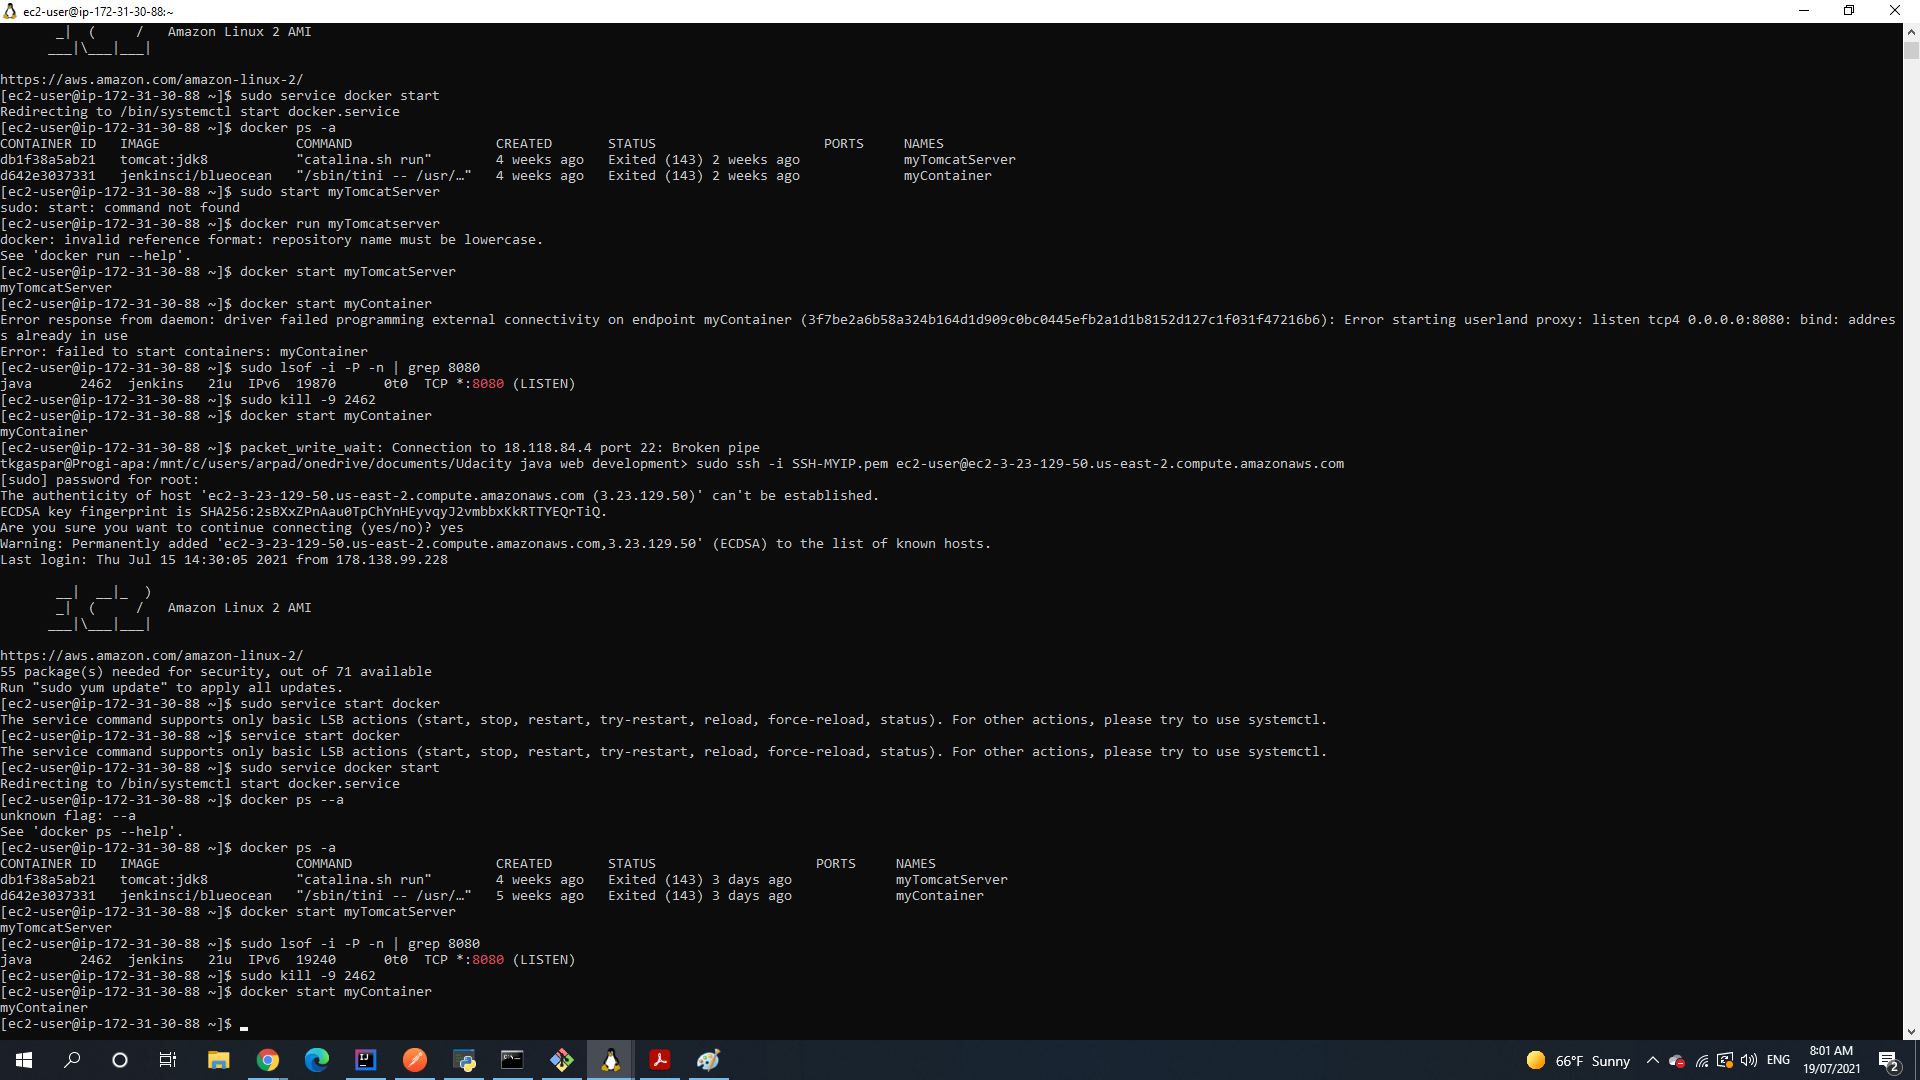 ec2-user@ip-172-31-30-88:~
_|  (     /   Amazon Linux 2 AMI
___|\___|___|
https://aws.amazon.com/amazon-linux-2/
[ec2-user@ip-172-31-30-88 ~]$ sudo service docker start
Redirecting to /bin/systemctl start docker.service
[ec2-user@ip-172-31-30-88 ~]$ docker ps -a
CONTAINER ID   IMAGE                 COMMAND                  CREATED       STATUS                     PORTS     NAMES
db1f38a5ab21   tomcat:jdk8           "catalina.sh run"        4 weeks ago   Exited (143) 2 weeks ago             myTomcatServer
d642e3037331   jenkinsci/blueocean   "/sbin/tini -- /usr/…"   4 weeks ago   Exited (143) 2 weeks ago             myContainer
[ec2-user@ip-172-31-30-88 ~]$ sudo start myTomcatServer
sudo: start: command not found
[ec2-user@ip-172-31-30-88 ~]$ docker run myTomcatserver
docker: invalid reference format: repository name must be lowercase.
See 'docker run --help'.
[ec2-user@ip-172-31-30-88 ~]$ docker start myTomcatServer
myTomcatServer
[ec2-user@ip-172-31-30-88 ~]$ docker start myContainer
Error response from daemon: driver failed programming external connectivity on endpoint myContainer (3f7be2a6b58a324b164d1d909c0bc0445efb2a1d1b8152d127c1f031f47216b6): Error starting userland proxy: listen tcp4 0.0.0.0:8080: bind: addres
s already in use
Error: failed to start containers: myContainer
[ec2-user@ip-172-31-30-88 ~]$ sudo lsof -i -P -n | grep 8080
java      2462  jenkins   21u  IPv6  19870      0t0  TCP *:8080 (LISTEN)
[ec2-user@ip-172-31-30-88 ~]$ sudo kill -9 2462
[ec2-user@ip-172-31-30-88 ~]$ docker start myContainer
myContainer
[ec2-user@ip-172-31-30-88 ~]$ packet_write_wait: Connection to 18.118.84.4 port 22: Broken pipe
tkgaspar@Progi-apa:/mnt/c/users/arpad/onedrive/documents/Udacity java web development> sudo ssh -i SSH-MYIP.pem ec2-user@ec2-3-23-129-50.us-east-2.compute.amazonaws.com
[sudo] password for root:
The authenticity of host 'ec2-3-23-129-50.us-east-2.compute.amazonaws.com (3.23.129.50)' can't be established.
ECDSA key fingerprint is SHA256:2sBXxZPnAau0TpChYnHEyvqyJ2vmbbxKkRTTYEQrTiQ.
Are you sure you want to continue connecting (yes/no)? yes
Warning: Permanently added 'ec2-3-23-129-50.us-east-2.compute.amazonaws.com,3.23.129.50' (ECDSA) to the list of known hosts.
Last login: Thu Jul 15 14:30:05 2021 from 178.138.99.228
__|  __|_  )
_|  (     /   Amazon Linux 2 AMI
___|\___|___|
https://aws.amazon.com/amazon-linux-2/
55 package(s) needed for security, out of 71 available
Run "sudo yum update" to apply all updates.
[ec2-user@ip-172-31-30-88 ~]$ sudo service start docker
The service command supports only basic LSB actions (start, stop, restart, try-restart, reload, force-reload, status). For other actions, please try to use systemctl.
[ec2-user@ip-172-31-30-88 ~]$ service start docker
The service command supports only basic LSB actions (start, stop, restart, try-restart, reload, force-reload, status). For other actions, please try to use systemctl.
[ec2-user@ip-172-31-30-88 ~]$ sudo service docker start
Redirecting to /bin/systemctl start docker.service
[ec2-user@ip-172-31-30-88 ~]$ docker ps --a
unknown flag: --a
See 'docker ps --help'.
[ec2-user@ip-172-31-30-88 ~]$ docker ps -a
CONTAINER ID   IMAGE                 COMMAND                  CREATED       STATUS                    PORTS     NAMES
db1f38a5ab21   tomcat:jdk8           "catalina.sh run"        4 weeks ago   Exited (143) 3 days ago             myTomcatServer
d642e3037331   jenkinsci/blueocean   "/sbin/tini -- /usr/…"   5 weeks ago   Exited (143) 3 days ago             myContainer
[ec2-user@ip-172-31-30-88 ~]$ docker start myTomcatServer
myTomcatServer
[ec2-user@ip-172-31-30-88 ~]$ sudo lsof -i -P -n | grep 8080
java      2462  jenkins   21u  IPv6  19240      0t0  TCP *:8080 (LISTEN)
[ec2-user@ip-172-31-30-88 ~]$ sudo kill -9 2462
[ec2-user@ip-172-31-30-88 ~]$ docker start myContainer
myContainer
[ec2-user@ip-172-31-30-88 ~]$
66°F Sunny
ENG
8:01 AM
19/07/2021
2